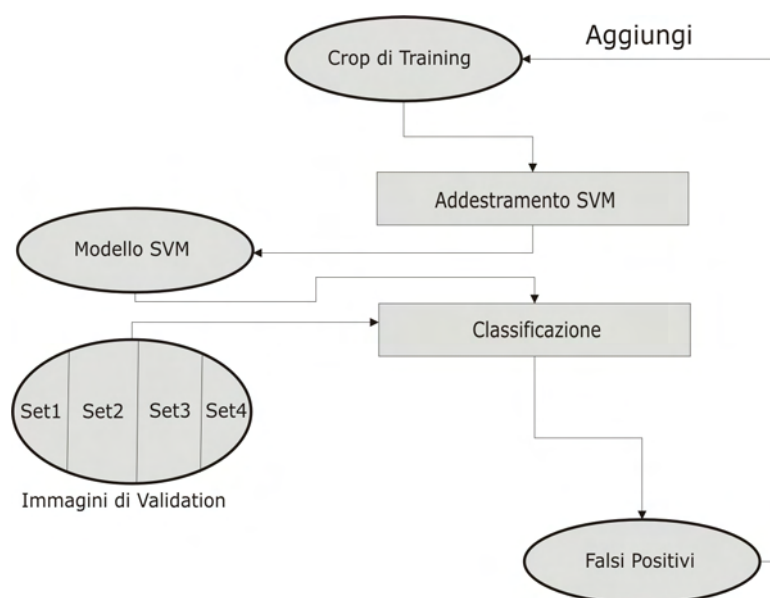 Aggiungi
Crop di Training
Addestramento SVM
Modello SVM
Classificazione
Set1 Set2 Set3 Set4
Immagini di Validation
Falsi Positivi